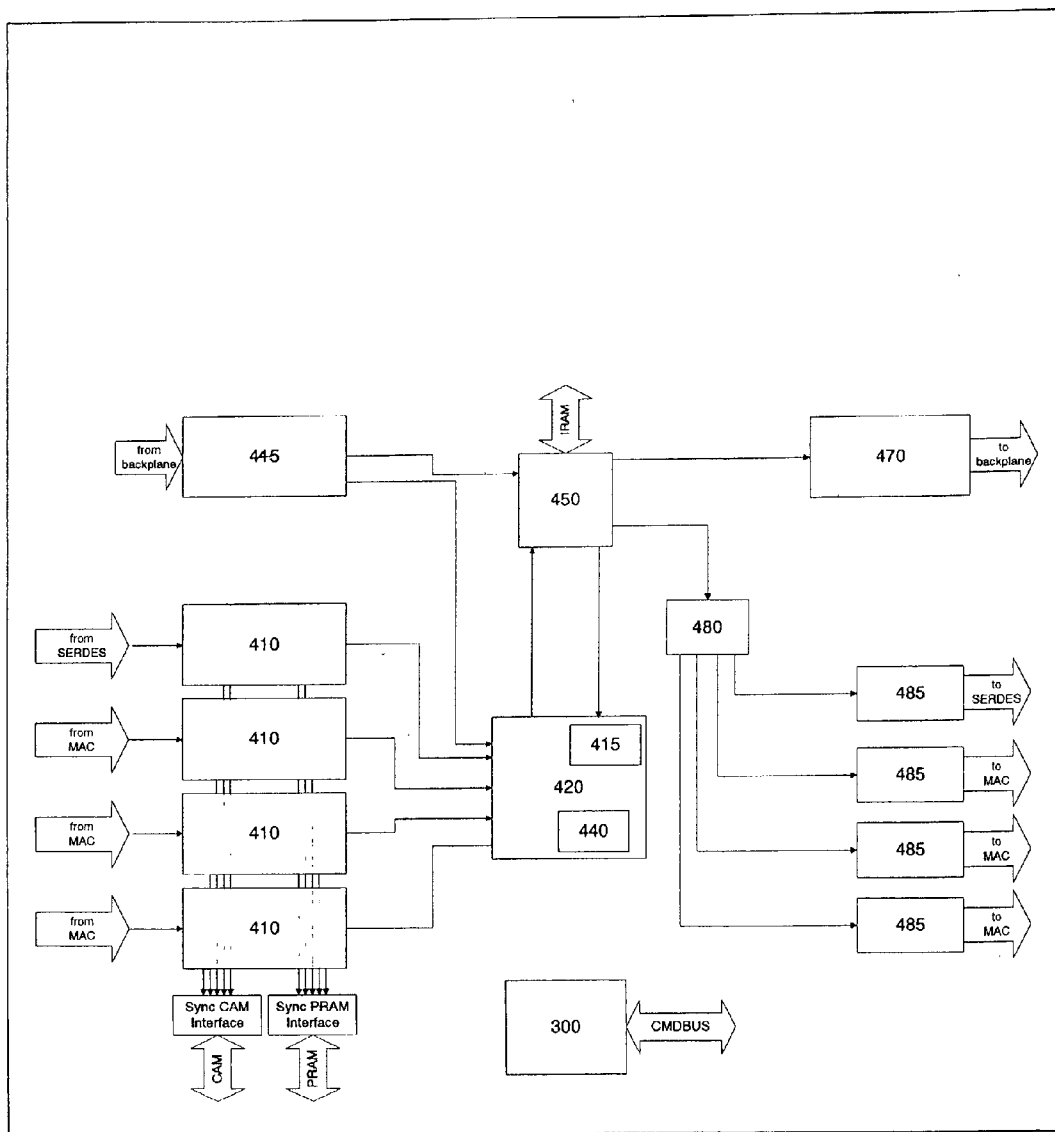 IRAM
from
backplane
445
450
470
to
backplane
from
SERDES
410
480
485
to
SERDES
from
MAC
410
415
420
440
485
to
MAC
from
MAC
410
485
to
MAC
from
MAC
410
485
to
MAC
Sync CAM
Interface
Sync PRAM
Interface
300
CMDBUS
CAM
PRAM